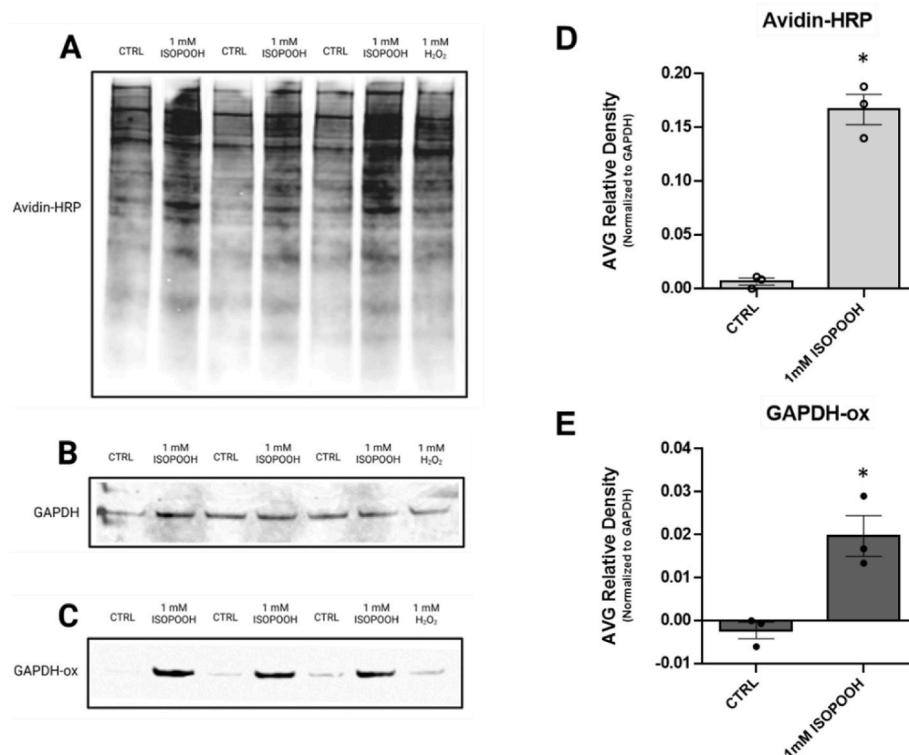 A
CTRL
1 mM
ISOPOOH
CTRL
1 mM
ISOPOOH
CTRL
1 mM
ISOPOOH
1 mM
H₂O₂
Avidin-HRP
B
CTRL
1 mM
ISOPOOH
CTRL
1 mM
ISOPOOH
CTRL
1 mM
ISOPOOH
1 mM
H₂O₂
GAPDH
C
CTRL
1 mM
ISOPOOH
CTRL
1 mM
ISOPOOH
CTRL
1 mM
ISOPOOH
1 mM
H₂O₂
GAPDH-ox
D
Avidin-HRP
AVG Relative Density
(Normalized to GAPDH)
0.20
0.15
0.10
0.05
0.00
*
CTRL
1mM ISOPOOH
E
GAPDH-ox
AVG Relative Density
(Normalized to GAPDH)
0.04
0.03
0.02
0.01
0.00
-0.01
*
CTRL
1mM ISOPOOH